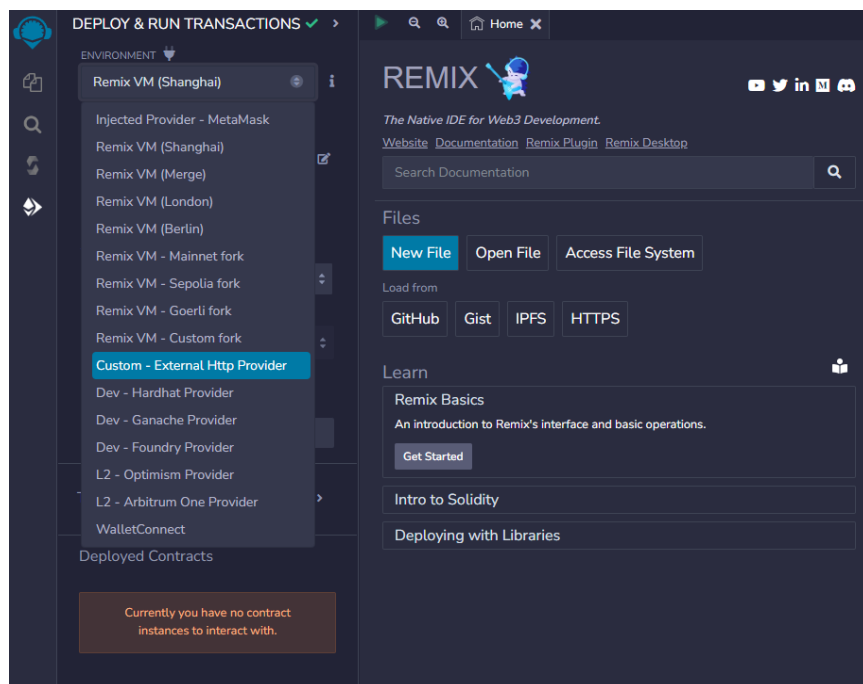 DEPLOY & RUN TRANSACTIONS
ENVIRONMENT
Remix VM (Shanghai)
Injected Provider - MetaMask
Remix VM (Shanghai)
Remix VM (Merge)
Remix VM (London)
Remix VM (Berlin)
Remix VM - Mainnet fork
Remix VM - Sepolia fork
Remix VM - Goerli fork
Remix VM - Custom fork
Custom - External Http Provider
Dev - Hardhat Provider
Dev - Ganache Provider
Dev - Foundry Provider
L2 - Optimism Provider
L2 - Arbitrum One Provider
WalletConnect
Deployed Contracts
Currently you have no contract
instances to interact with.
Home
REMIX
The Native IDE for Web3 Development.
Website Documentation Remix Plugin Remix Desktop
Search Documentation
Files
New File Open File Access File System
Load from
GitHub Gist IPFS HTTPS
Learn
Remix Basics
An introduction to Remix's interface and basic operations.
Get Started
Intro to Solidity
Deploying with Libraries